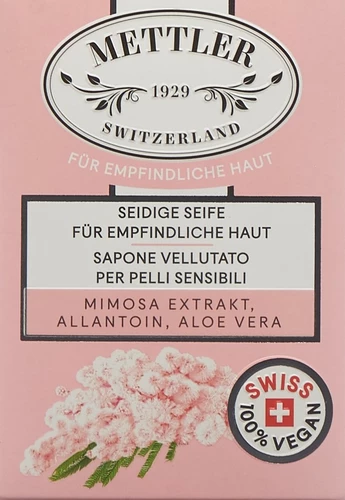 METTLER
1929
SWITZERLAND
FÜR EMPFINDLICHE HAUT
SEIDIGE SEIFE
FÜR EMPFINDLICHE HAUT
SAPONE VELLUTATO
PER PELLI SENSIBILI
MIMOSA EXTRAKT,
ALLANTOIN, ALOE VERA
SWISS
100% VEGAN